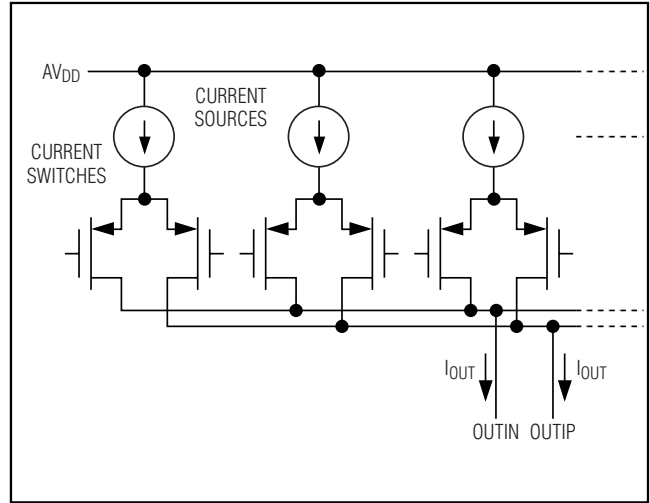 AVDD
CURRENT
SOURCES
CURRENT
SWITCHES
IOUT
IOUT
OUTIN
OUTIP